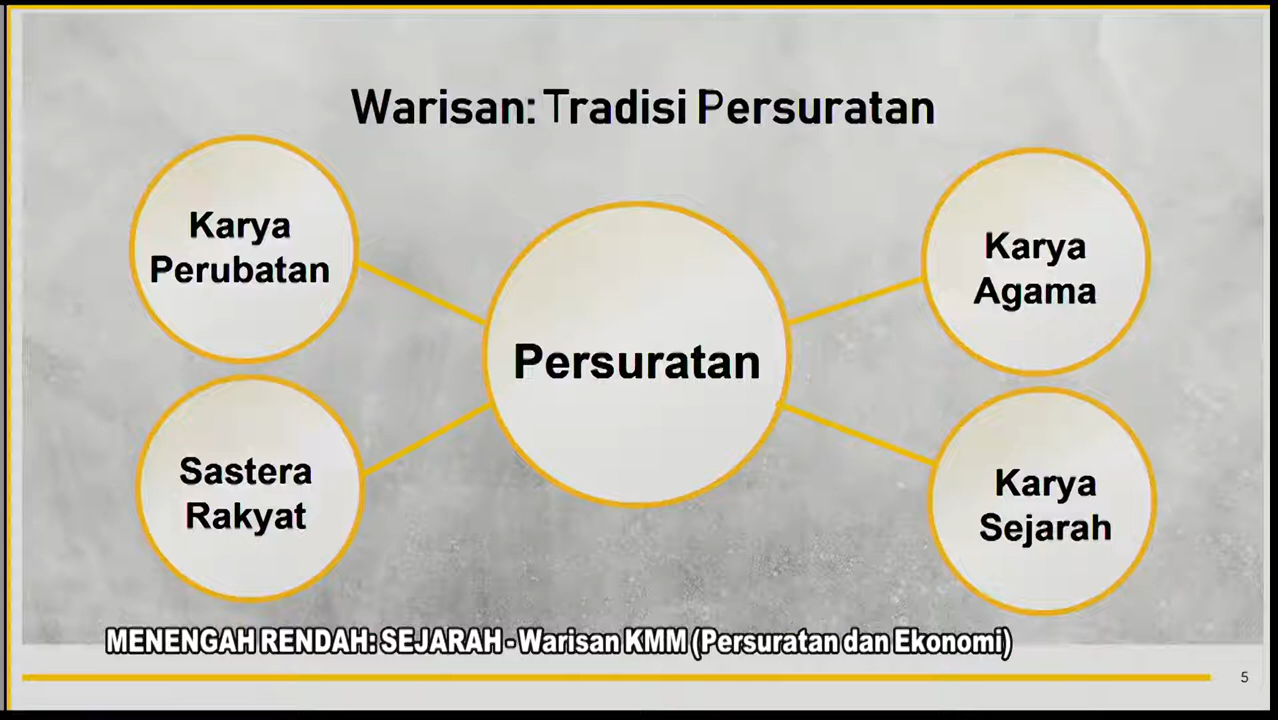 Warisan: Tradisi Persuratan
Karya
Perubatan
Karya
Agama
Persuratan
Sastera
Rakyat
Karya
Sejarah
MENENGAH RENDAH: SEJARAH - Warisan KMM (Persuratan dan Ekonomi)
5